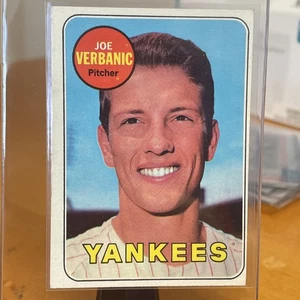 JOE
VERBANIC
Pitcher
YANKEES